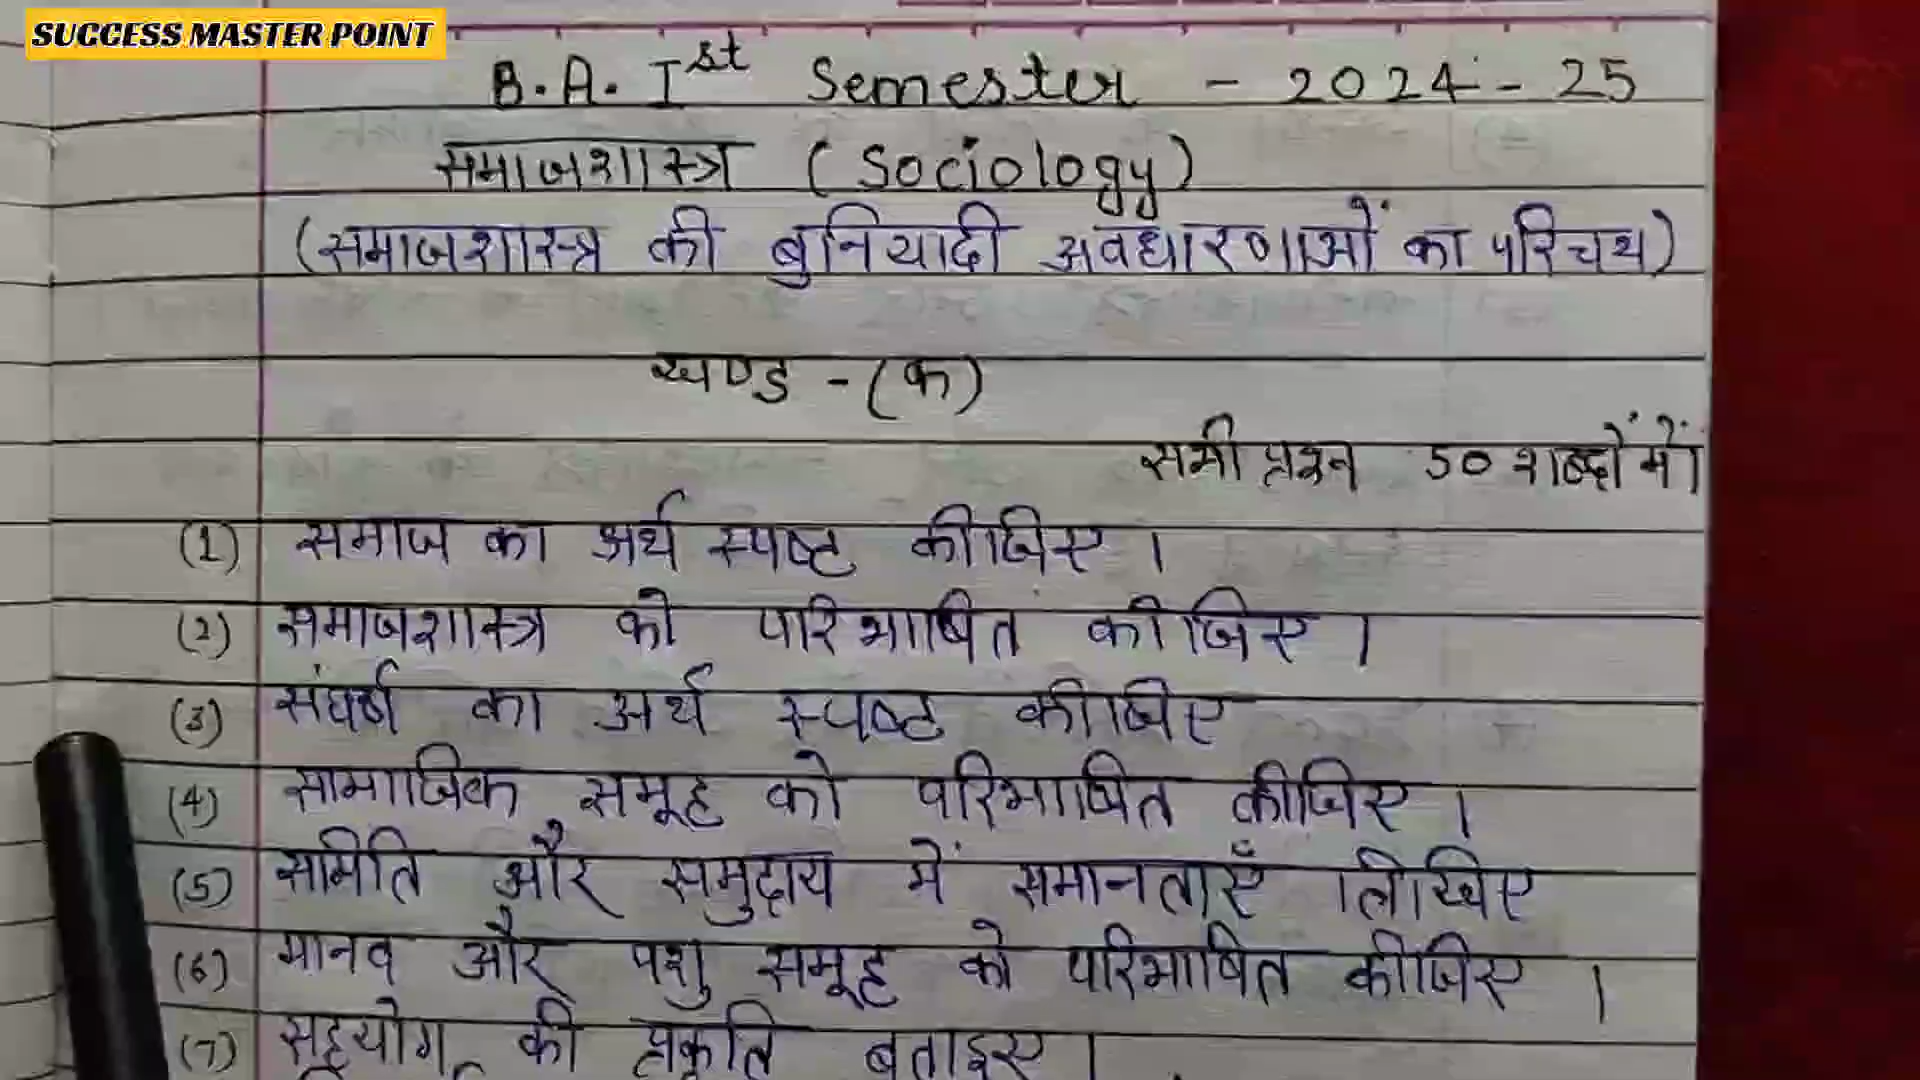 SUCCESS MASTER POINT
B.A. Ist Semester - 2024-25
समाजशास्त्र (Sociology)
(समाजशास्त्र की बुनियादी अवधारणाओं का परिचय)
खण्ड -(क)
सभी प्रश्न 50 शब्दों में।
(1) समाज का अर्थ स्पष्ट कीजिए ।
(2) समाजशास्त्र को परिभाषित कीजिए ।
(3) संघर्ष का अर्थ स्पष्ट कीजिए
(4) सामाजिक समूह को परिभाषित कीजिए ।
(5) समिति और समुदाय में समानताएँ लिखिए
(6) मानव और पशु समूह को परिभाषित कीजिए ।
(7) सहयोग की प्रकृति बताइए ।